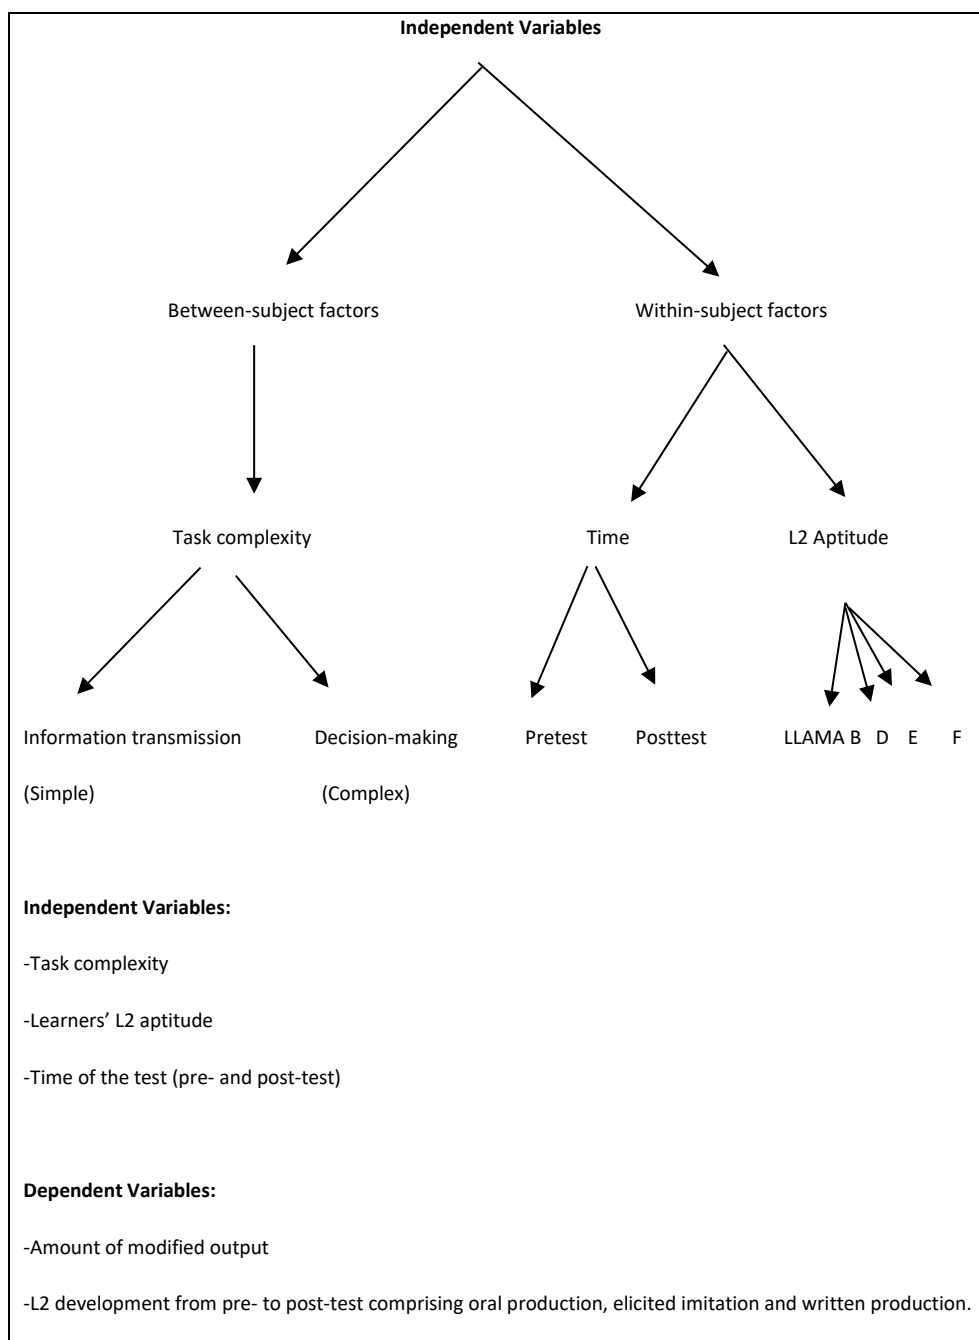 Independent Variables
Between-subject factors Within-subject factors
Task complexity Time L2 Aptitude
Information transmission Decision-making Pretest Posttest LLAMA B D E F
(Simple) (Complex)
Independent Variables:
-Task complexity
-Learners’ L2 aptitude
-Time of the test (pre- and post-test)
Dependent Variables:
-Amount of modified output
-L2 development from pre- to post-test comprising oral production, elicited imitation and written production.